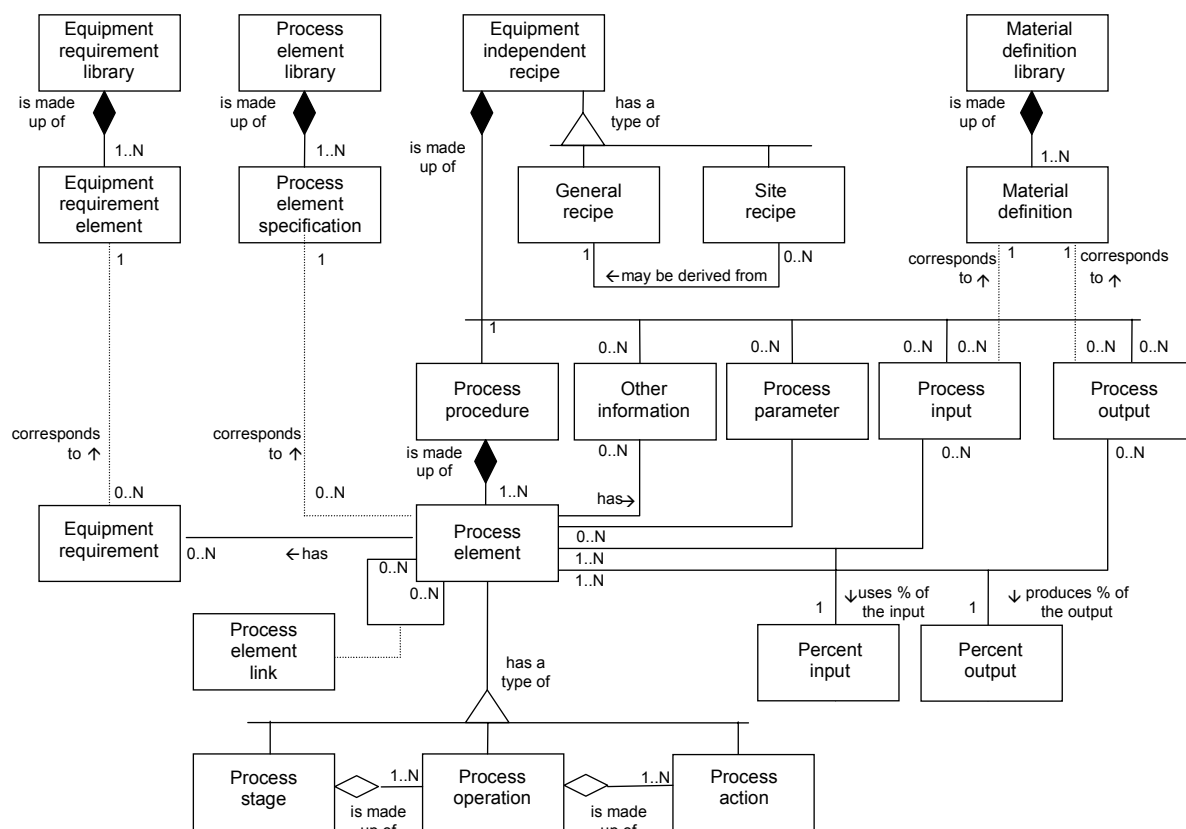 Equipment
requirement
library
Process
element
library
Equipment
independent
recipe
Material
definition
library
is made
up of
is made
up of
has a
type of
is made
up of
is made
up of
1..N
1..N
1..N
Equipment
requirement
element
Process
element
specification
General
recipe
Site
recipe
Material
definition
1
1
1
0..N
←may be derived from
corresponds
to ↑
1
1
corresponds
to ↑
1
0..N
0..N
0..N
0..N
0..N
0..N
Process
procedure
Other
information
Process
parameter
Process
input
Process
output
corresponds
to ↑
corresponds
to ↑
is made
up of
0..N
0..N
0..N
0..N
0..N
1..N
has→
Equipment
requirement
Process
element
0..N
←has
0..N
1..N
1..N
0..N
0..N
1
↓uses % of
the input
1
↓ produces % of
the output
Process
element
link
Percent
input
Percent
output
has a
type of
Process
stage
1..N
Process
operation
1..N
Process
action
is made
up of
is made
up of